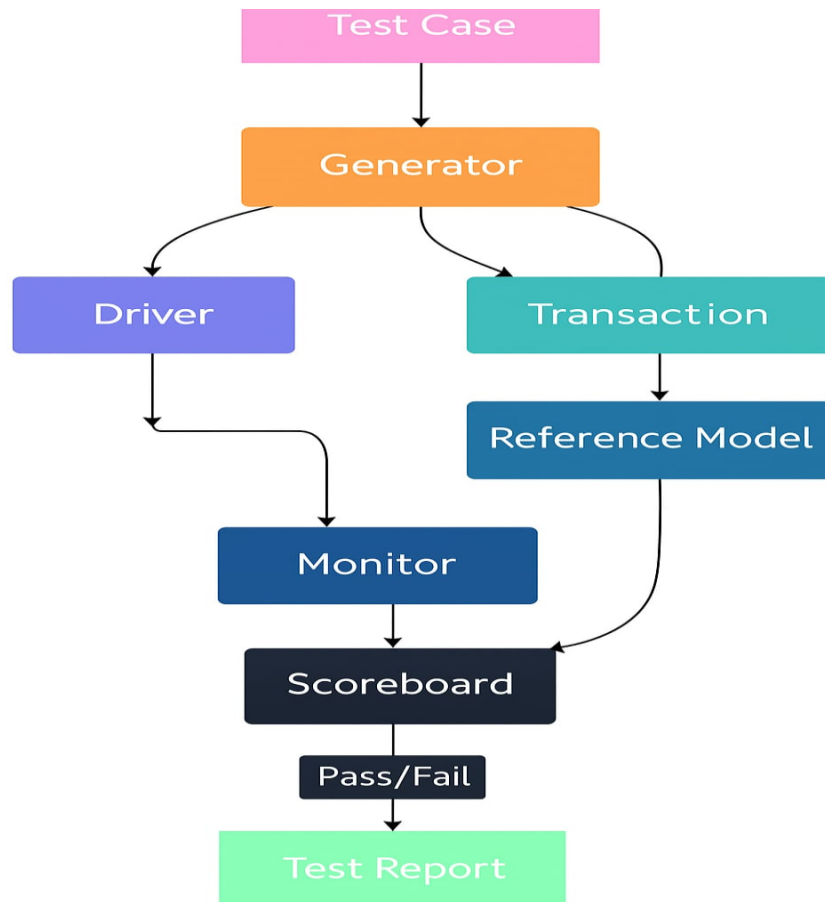 Test Case
Generator
Driver
Transaction
Reference Model
Monitor
Scoreboard
Pass/Fail
Test Report